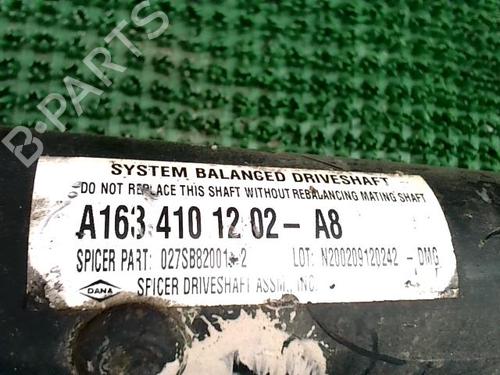 B-PARTS
SYSTEM BALANCED DRIVESHAFT
DO NOT REPLACE THIS SHAFT WITHOUT REBALANCING MATING SHAFT
A163 410 12 02-A8
SPICER PART: LOT: N200209120242 -DMG
DANA SPICER DRIVESHAFT ASSM., INC.